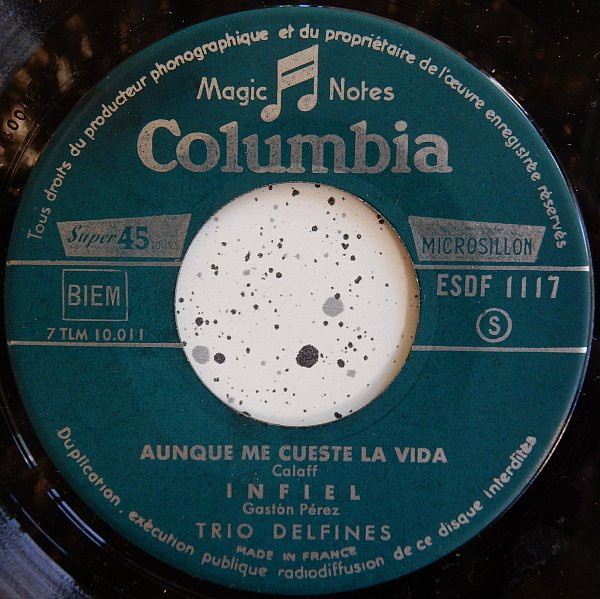 Tous droits du producteur phonographique et du propriétaire de l'œuvre enregistrée réservés
Magic Notes
Columbia
Super 45 TOURS
MICROSILLON
BIEM
ESDF 1117
7 TLM 10.011
S
AUNQUE ME CUESTE LA VIDA
Calaff
INFIEL
Gastón Pérez
TRIO DELFINES
MADE IN FRANCE
Duplication, exécution publique radiodiffusion de ce disque interdites